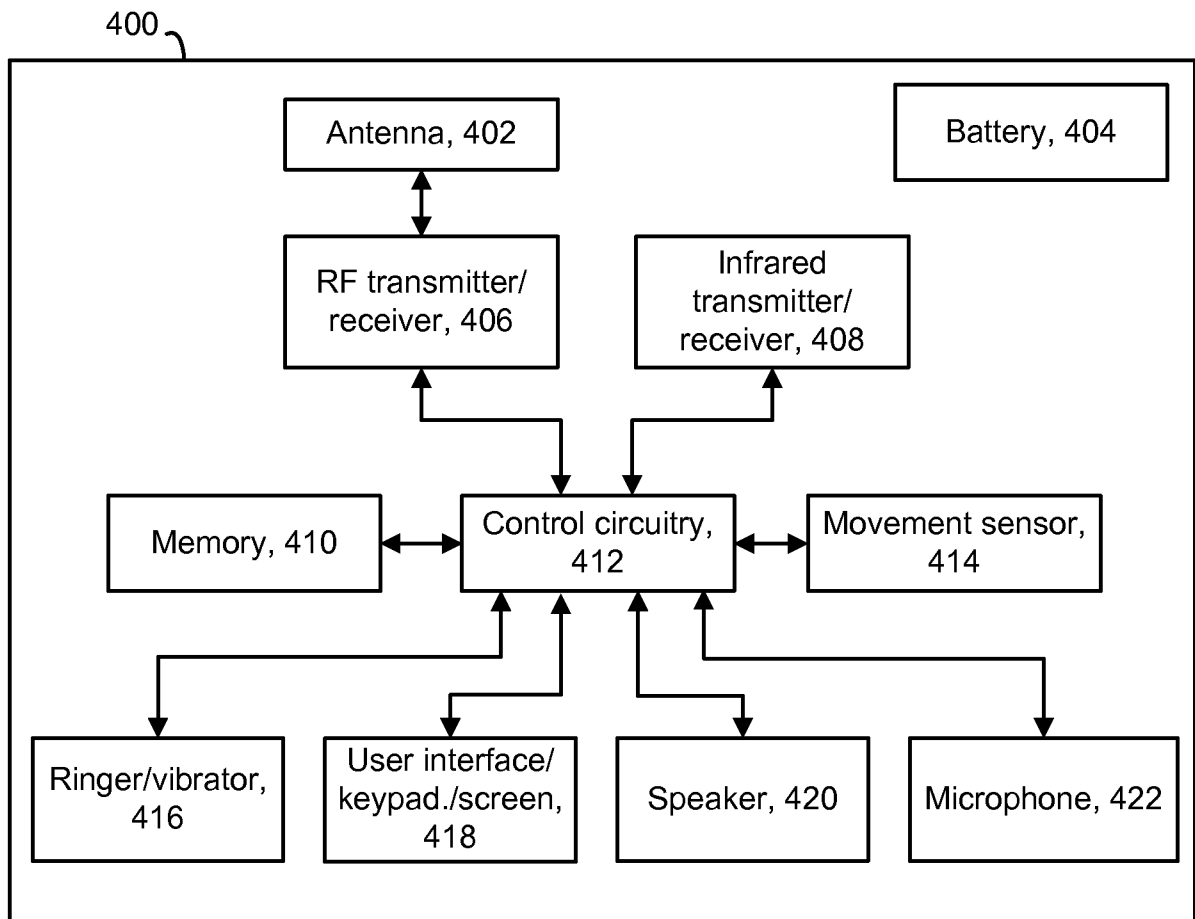 400
Antenna, 402
Battery, 404
RF transmitter/
receiver, 406
Infrared
transmitter/
receiver, 408
Memory, 410
Control circuitry,
412
Movement sensor,
414
Ringer/vibrator,
416
User interface/
keypad./screen,
418
Speaker, 420
Microphone, 422